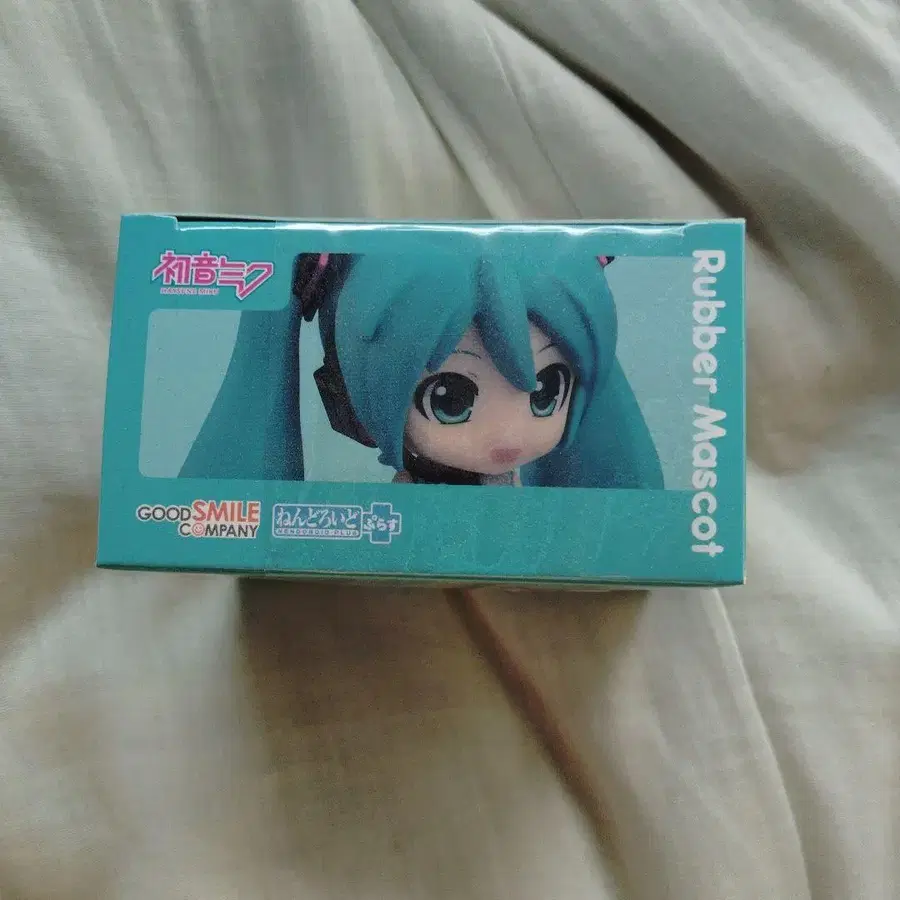 初音ミク
HATSUNE MIKU
Rubber Mascot
GOOD SMILE
COMPANY
ねんどろいど
ぷらす
NENDOROID PLUS